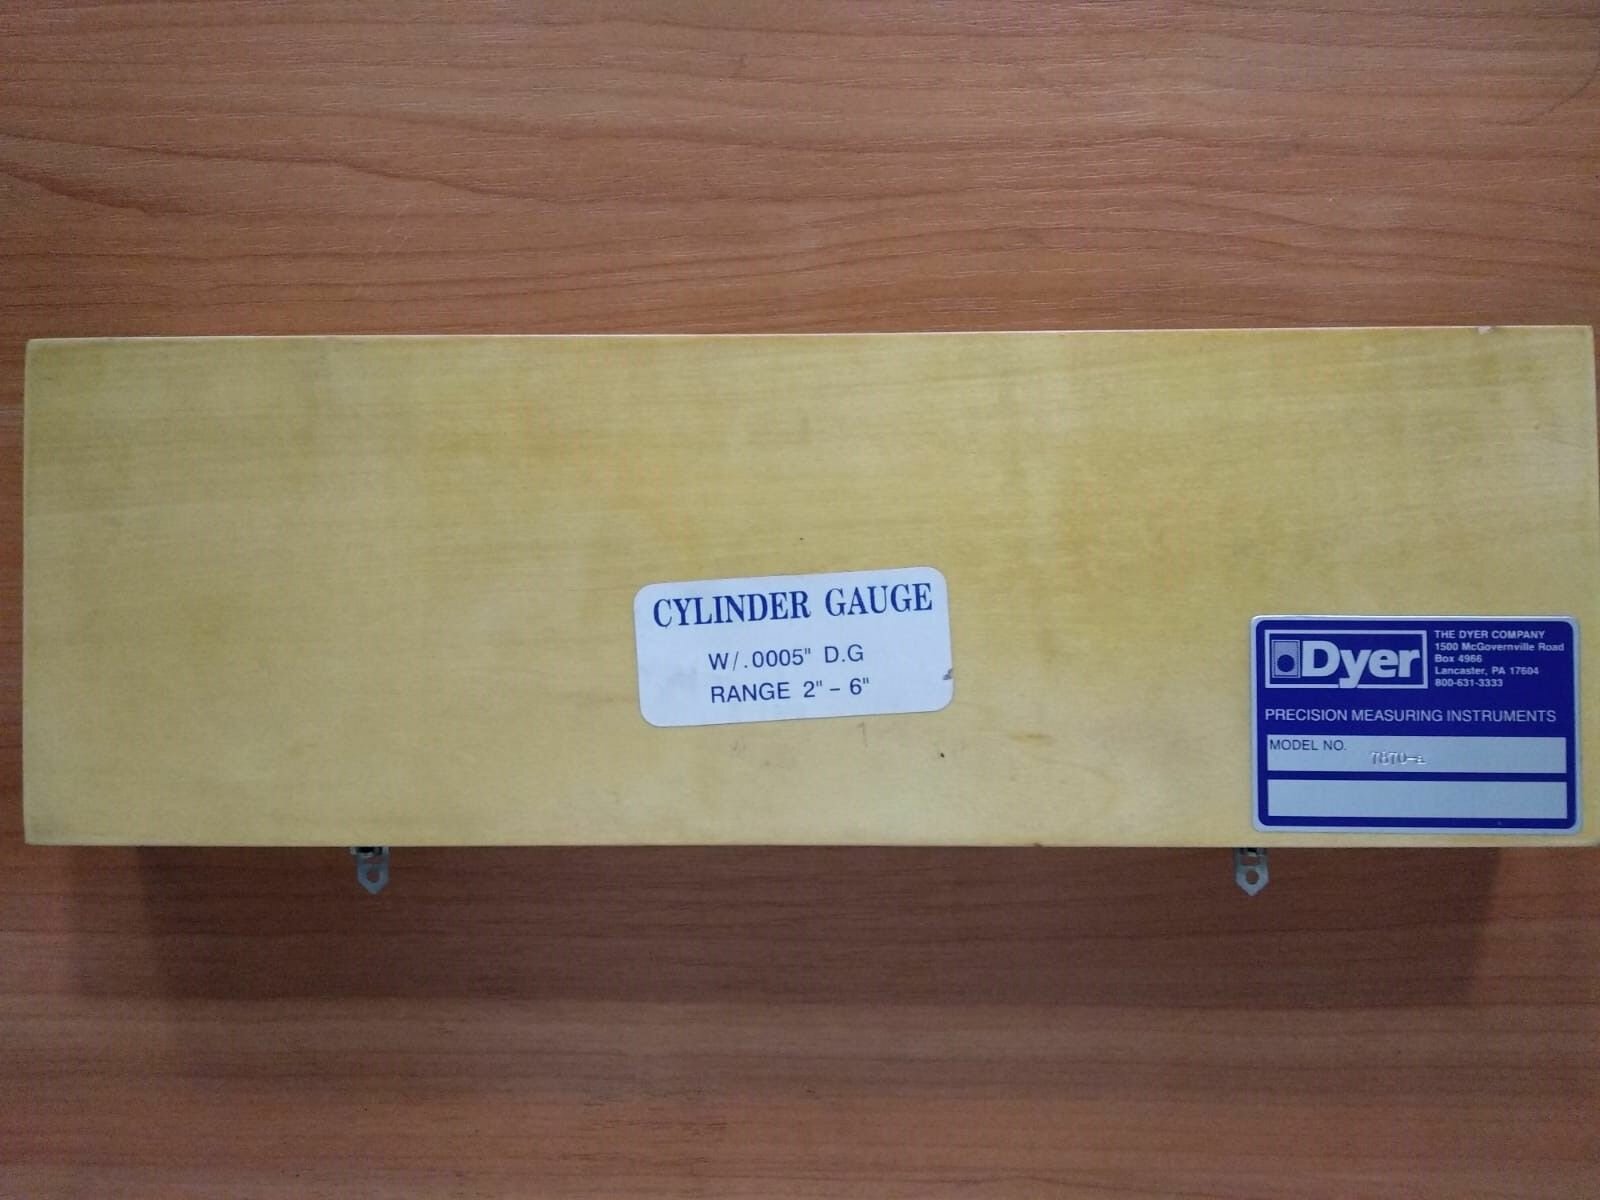 CYLINDER GAUGE
W/.0005" D.G
RANGE 2" – 6"
Dyer
THE DYER COMPANY
1500 McGovernville Road
Box 4966
Lancaster, PA 17604
800-631-3333
PRECISION MEASURING INSTRUMENTS
MODEL NO.
7870-a